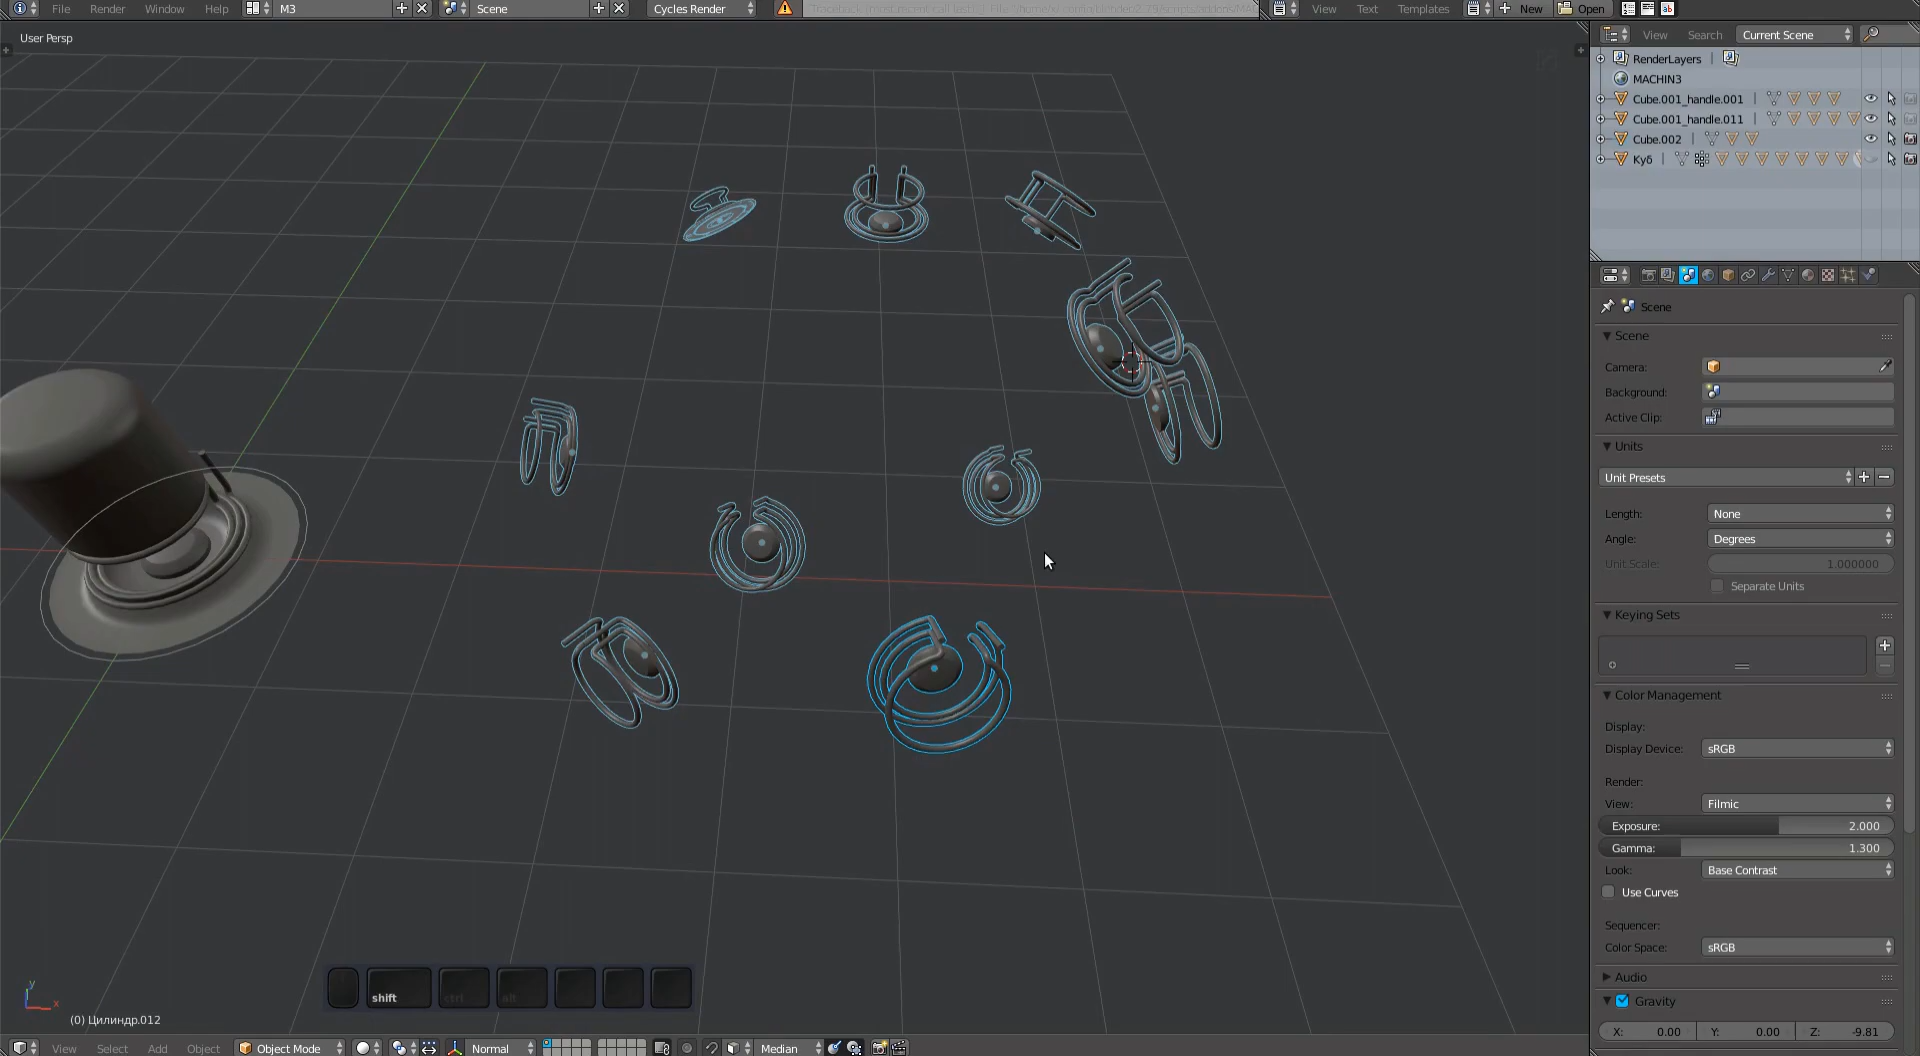 File Render Window Help M3 Scene Cycles Render View Text Templates New Open
User Persp
View Search Current Scene
RenderLayers
MACHIN3
Cube.001_handle.001
Cube.001_handle.011
Cube.002
Куб
Scene
Scene
Camera:
Background:
Active Clip:
Units
Unit Presets
Length: None
Angle: Degrees
Unit Scale: 1.000000
Separate Units
Keying Sets
Color Management
Display:
Display Device: sRGB
Render:
View: Filmic
Exposure: 2.000
Gamma: 1.300
Look: Base Contrast
Use Curves
Sequencer:
Color Space: sRGB
Audio
Gravity
X: 0.00 Y: 0.00 Z: -9.81
shift ctrl alt
y
x
(0) Цилиндр.012
View Select Add Object Object Mode Normal Median